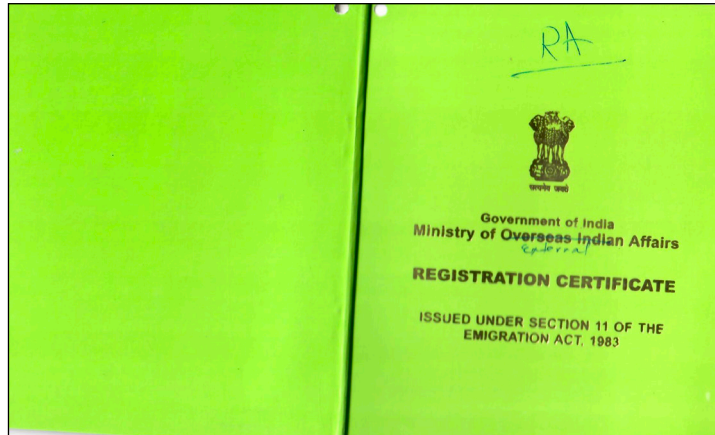 RA
सत्यमेव जयते
Government of India
Ministry of Overseas Indian Affairs
External
REGISTRATION CERTIFICATE
ISSUED UNDER SECTION 11 OF THE
EMIGRATION ACT, 1983